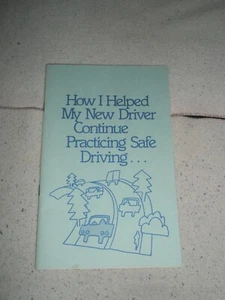 How I Helped
My New Driver
Continue
Practicing Safe
Driving...